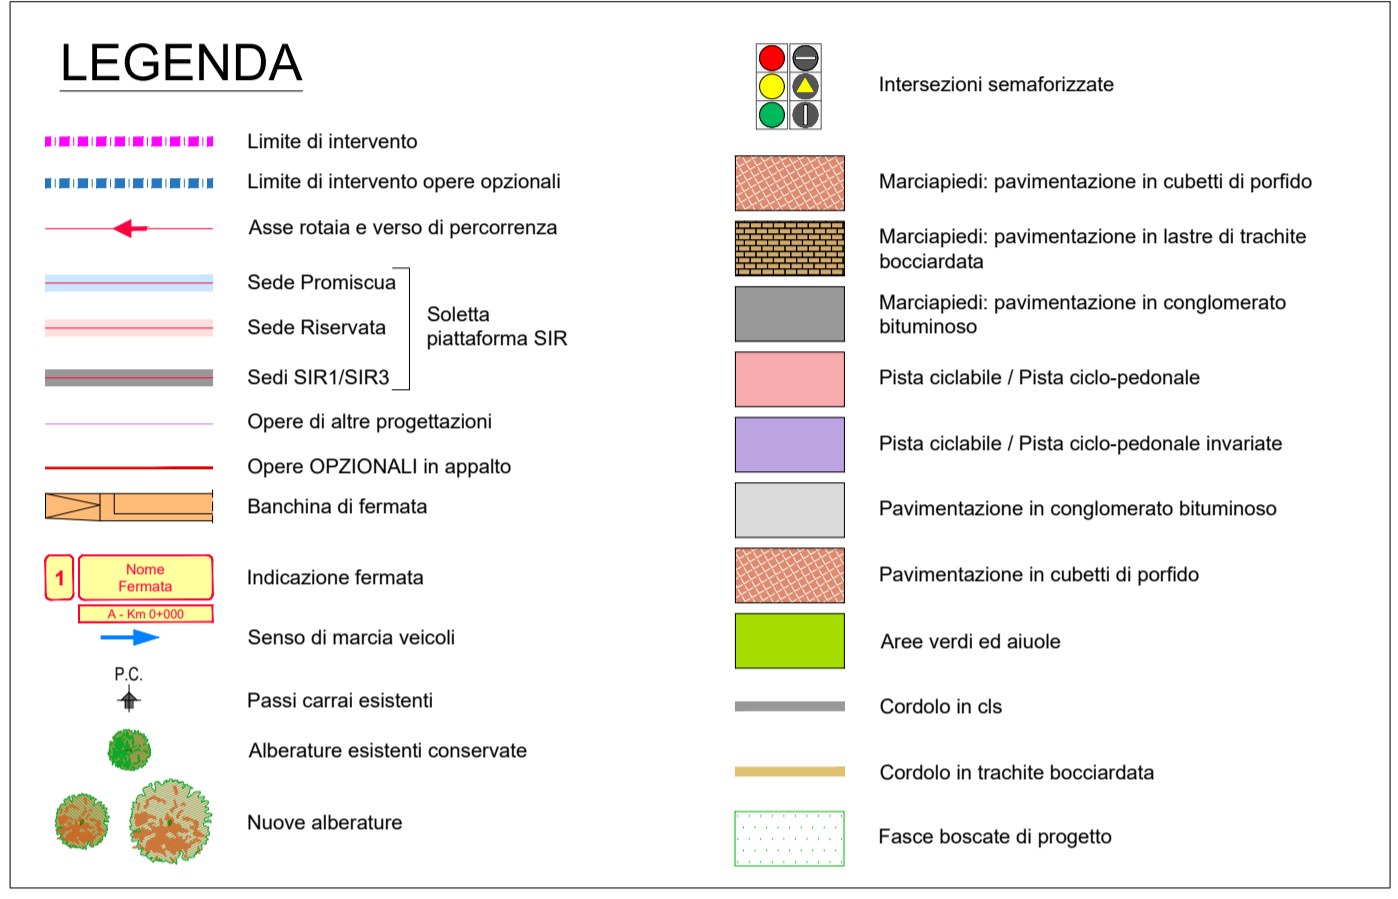 LEGENDA
Limite di intervento
Limite di intervento opere opzionali
Asse rotaia e verso di percorrenza
Sede Promiscua
Sede Riservata
Sedi SIR1/SIR3
Soletta
piattaforma SIR
Opere di altre progettazioni
Opere OPZIONALI in appalto
Banchina di fermata
1
Nome
Fermata
A - Km 0+000
Indicazione fermata
Senso di marcia veicoli
P.C.
Passi carrai esistenti
Alberature esistenti conservate
Nuove alberature
Intersezioni semaforizzate
Marciapiedi: pavimentazione in cubetti di porfido
Marciapiedi: pavimentazione in lastre di trachite
bocciardata
Marciapiedi: pavimentazione in conglomerato
bituminoso
Pista ciclabile / Pista ciclo-pedonale
Pista ciclabile / Pista ciclo-pedonale invariate
Pavimentazione in conglomerato bituminoso
Pavimentazione in cubetti di porfido
Aree verdi ed aiuole
Cordolo in cls
Cordolo in trachite bocciardata
Fasce boscate di progetto